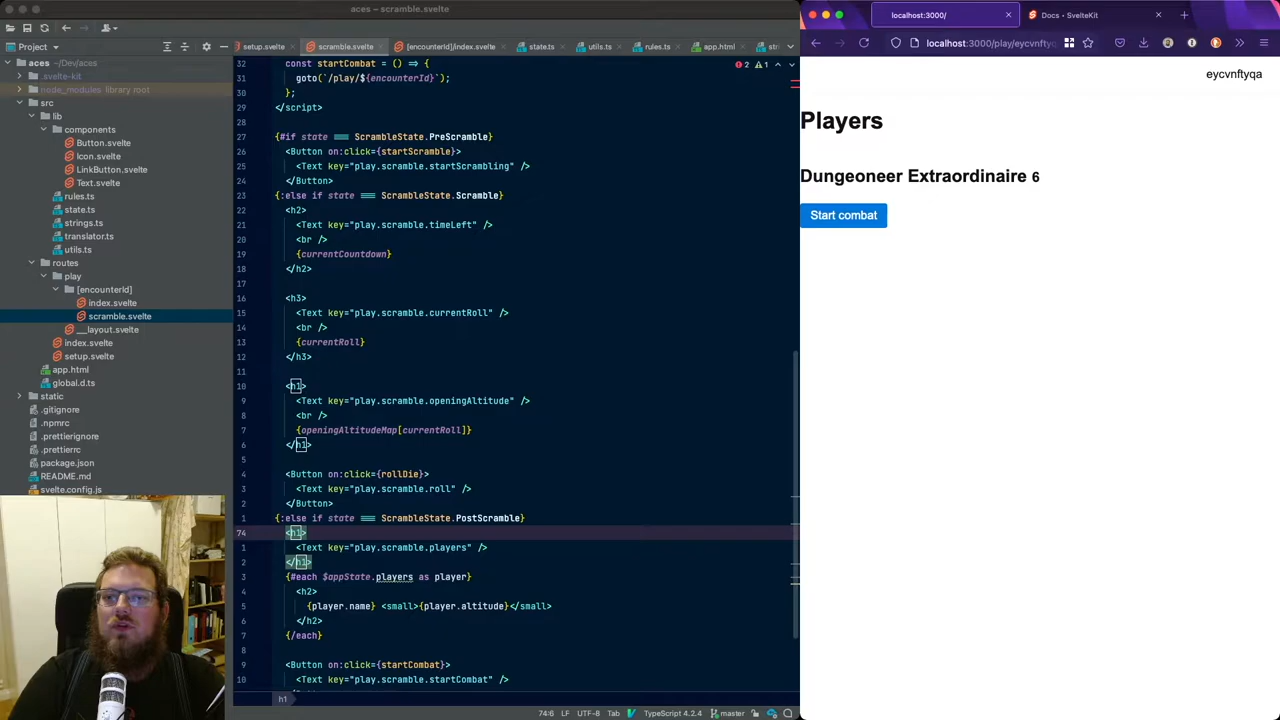 aces – scramble.svelte
Project
setup.svelte
scramble.svelte
[encounterId]/index.svelte
state.ts
utils.ts
rules.ts
app.html
aces ~/Dev/aces
.svelte-kit
node_modules library root
src
lib
components
Button.svelte
Icon.svelte
LinkButton.svelte
Text.svelte
rules.ts
state.ts
strings.ts
translator.ts
utils.ts
routes
play
[encounterId]
index.svelte
scramble.svelte
__layout.svelte
index.svelte
setup.svelte
app.html
global.d.ts
static
.gitignore
.npmrc
.prettierignore
.prettierrc
package.json
README.md
svelte.config.js
2 1
32 const startCombat = () => {
31 goto(`/play/${encounterId}`);
30 };
29 </script>
28
27 {#if state === ScrambleState.PreScramble}
26 <Button on:click={startScramble}>
25 <Text key="play.scramble.startScrambling" />
24 </Button>
23 {:else if state === ScrambleState.Scramble}
22 <h2>
21 <Text key="play.scramble.timeLeft" />
20 <br />
19 {currentCountdown}
18 </h2>
17
16 <h3>
15 <Text key="play.scramble.currentRoll" />
14 <br />
13 {currentRoll}
12 </h3>
11
10 <h1>
9 <Text key="play.scramble.openingAltitude" />
8 <br />
7 {openingAltitudeMap[currentRoll]}
6 </h1>
5
4 <Button on:click={rollDie}>
3 <Text key="play.scramble.roll" />
2 </Button>
1 {:else if state === ScrambleState.PostScramble}
74 <h1>
1 <Text key="play.scramble.players" />
2 </h1>
3 {#each $appState.players as player}
4 <h2>
5 {player.name} <small>{player.altitude}</small>
6 </h2>
7 {/each}
8
9 <Button on:click={startCombat}>
10 <Text key="play.scramble.startCombat" />
h1
74:6 LF UTF-8 Tab TypeScript 4.2.4 master
localhost:3000/
Docs • SvelteKit
localhost:3000/play/eycvnftyq
eycvnftyqa
Players
Dungeoneer Extraordinaire 6
Start combat